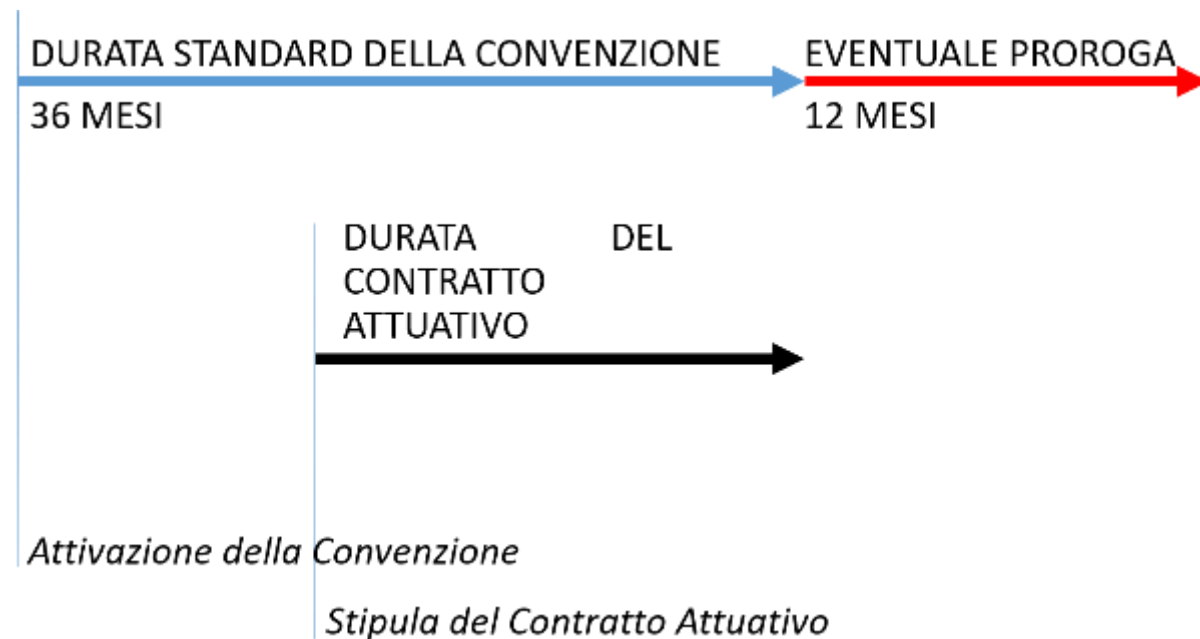 DURATA STANDARD DELLA CONVENZIONE
EVENTUALE PROROGA
36 MESI
12 MESI
DURATA DEL
CONTRATTO
ATTUATIVO
Attivazione della Convenzione
Stipula del Contratto Attuativo